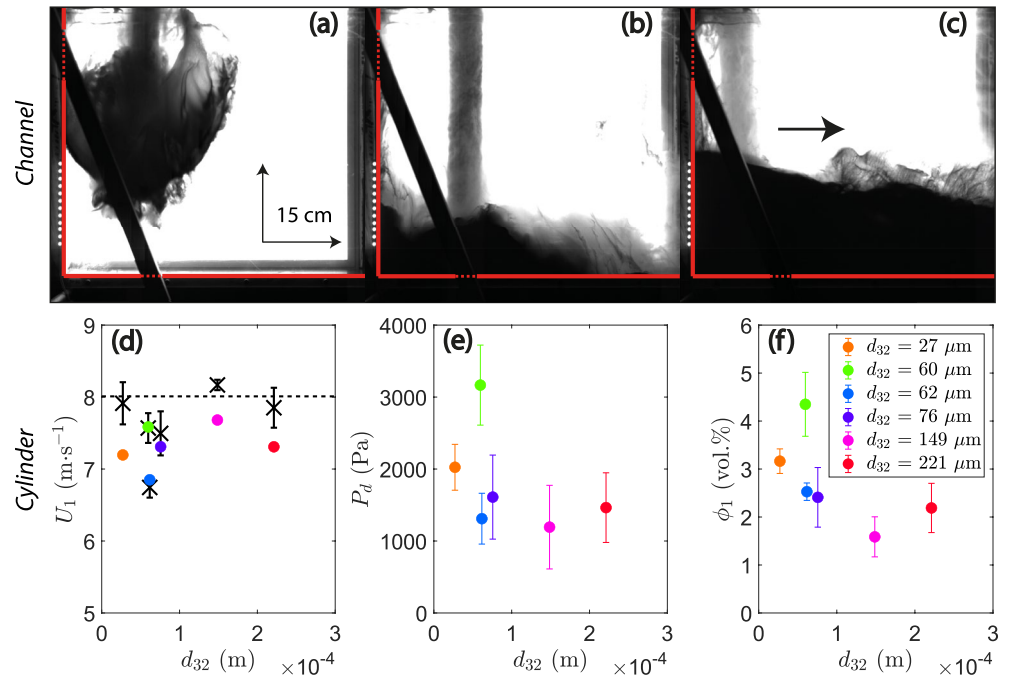 Channel
(a)
15 cm
(b)
(c)
Cylinder
(d)
9
8
7
6
5
U₁ (m·s⁻¹)
0 1 2 3
d₃₂ (m) ×10⁻⁴
(e)
4000
3000
2000
1000
0
P_d (Pa)
0 1 2 3
d₃₂ (m) ×10⁻⁴
(f)
6
5
4
3
2
1
0
ϕ₁ (vol.%)
0 1 2 3
d₃₂ (m) ×10⁻⁴
d₃₂ = 27 μm
d₃₂ = 60 μm
d₃₂ = 62 μm
d₃₂ = 76 μm
d₃₂ = 149 μm
d₃₂ = 221 μm